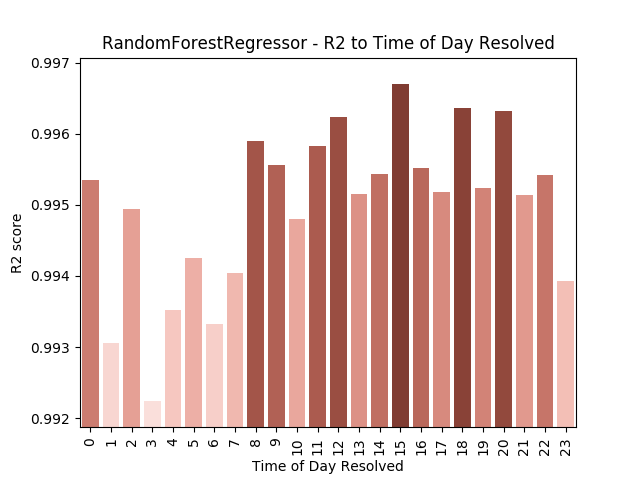 RandomForestRegressor - R2 to Time of Day Resolved
0.997
0.996
0.995
0.994
0.993
0.992
R2 score
0 1 2 3 4 5 6 7 8 9 10 11 12 13 14 15 16 17 18 19 20 21 22 23
Time of Day Resolved